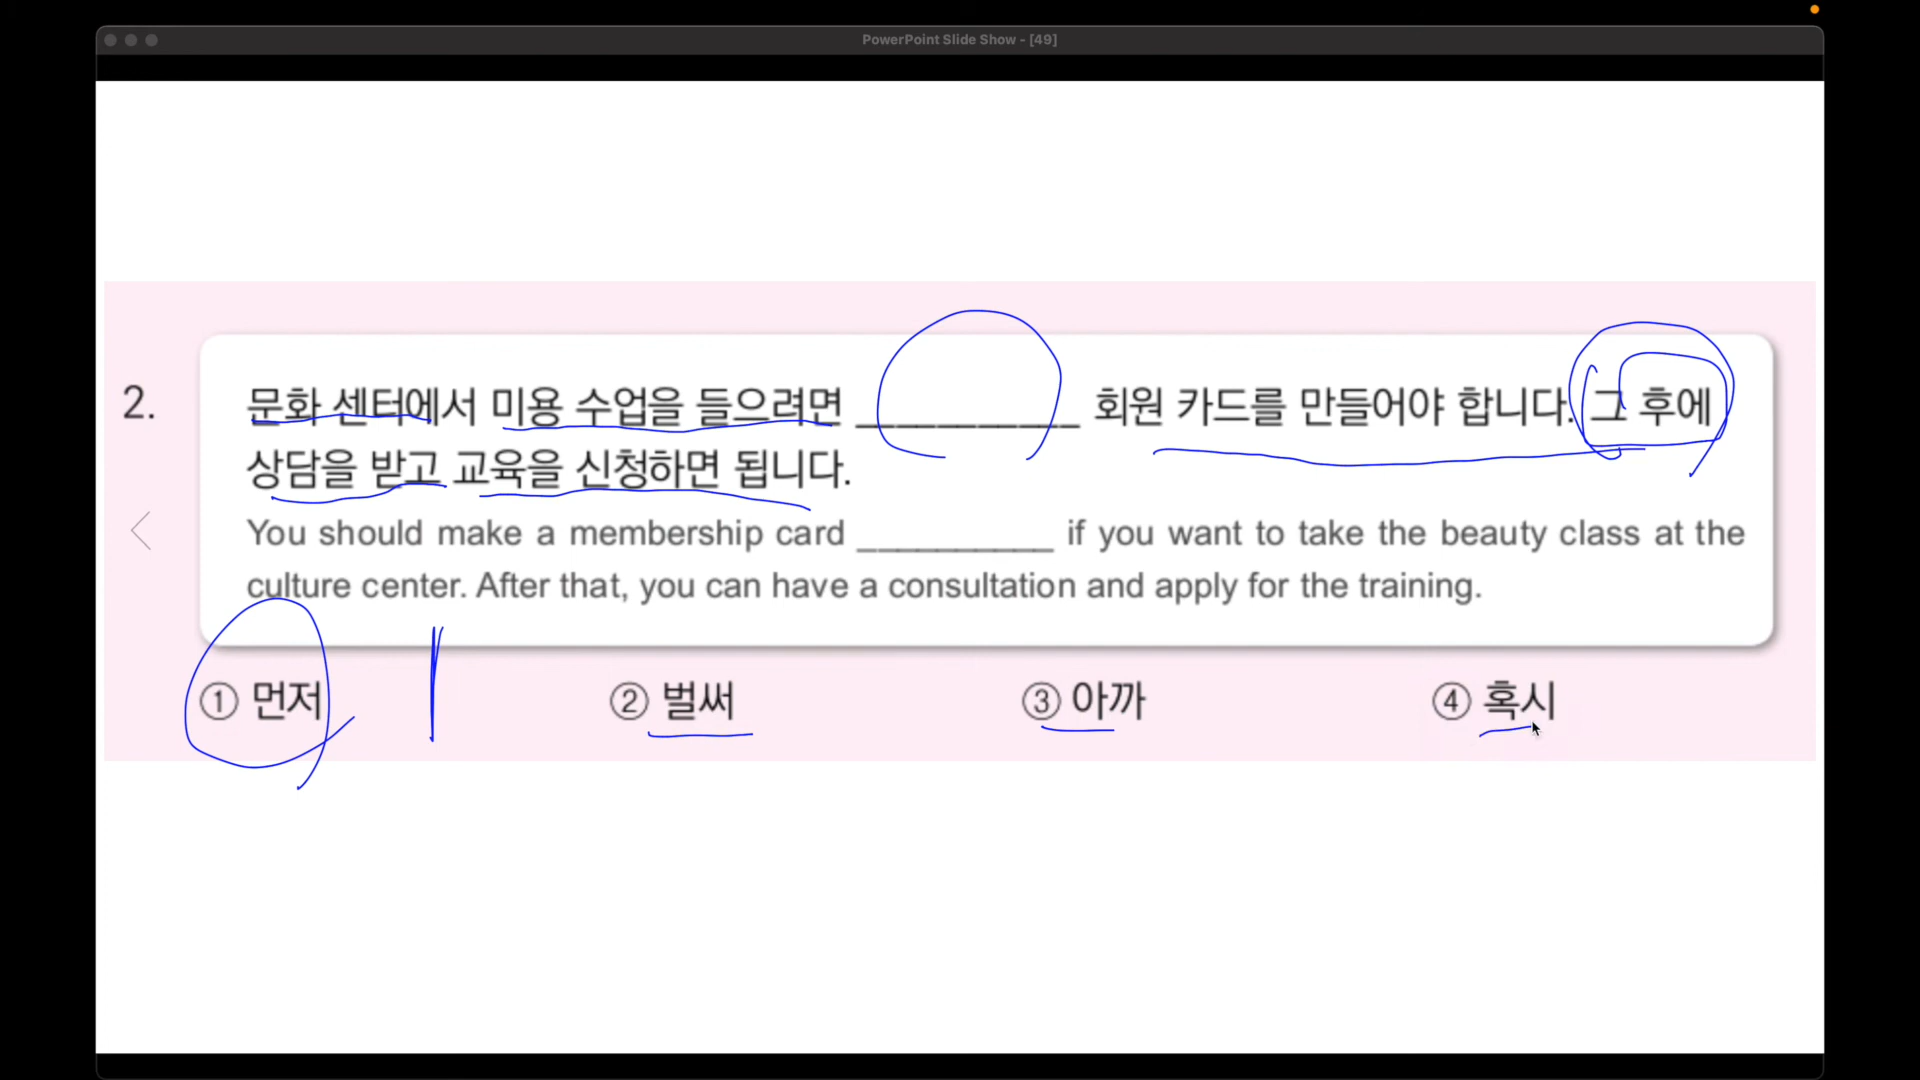 PowerPoint Slide Show - [49]
2. 문화 센터에서 미용 수업을 들으려면 __________ 회원 카드를 만들어야 합니다. 그 후에
상담을 받고 교육을 신청하면 됩니다.
You should make a membership card __________ if you want to take the beauty class at the
culture center. After that, you can have a consultation and apply for the training.
① 먼저 ② 벌써 ③ 아까 ④ 혹시